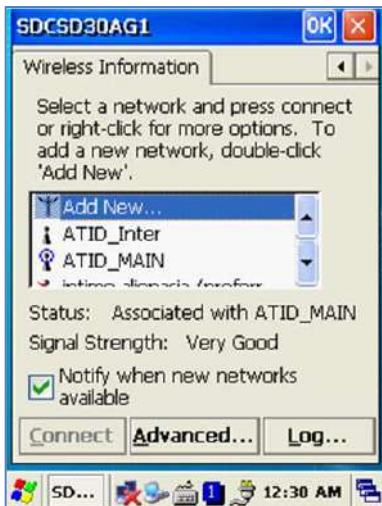 SDCSD30AG1 OK
Wireless Information
Select a network and press connect
or right-click for more options. To
add a new network, double-click
'Add New'.
Add New...
ATID_Inter
ATID_MAIN
Status: Associated with ATID_MAIN
Signal Strength: Very Good
Notify when new networks
available
Connect Advanced... Log...
SD... 1 12:30 AM